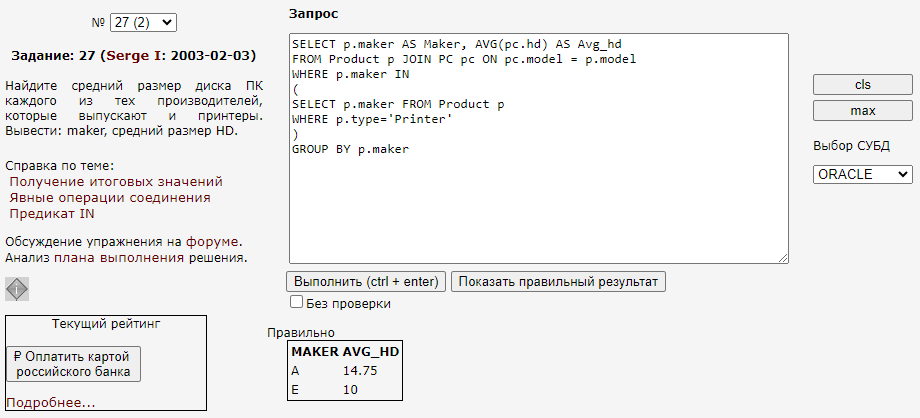 № 27 (2)
Задание: 27 (Serge I: 2003-02-03)
Найдите средний размер диска ПК
каждого из тех производителей,
которые выпускают и принтеры.
Вывести: maker, средний размер HD.
Справка по теме:
Получение итоговых значений
Явные операции соединения
Предикат IN
Обсуждение упражнения на форуме.
Анализ плана выполнения решения.
i
Текущий рейтинг
₽ Оплатить картой
российского банка
Подробнее...
Запрос
SELECT p.maker AS Maker, AVG(pc.hd) AS Avg_hd
FROM Product p JOIN PC pc ON pc.model = p.model
WHERE p.maker IN
(
SELECT p.maker FROM Product p
WHERE p.type='Printer'
)
GROUP BY p.maker
Выполнить (ctrl + enter) Показать правильный результат
Без проверки
Правильно
MAKER AVG_HD
A 14.75
E 10
cls
max
Выбор СУБД
ORACLE